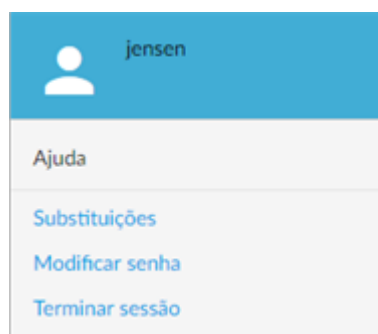 jensen
Ajuda
Substituições
Modificar senha
Terminar sessão